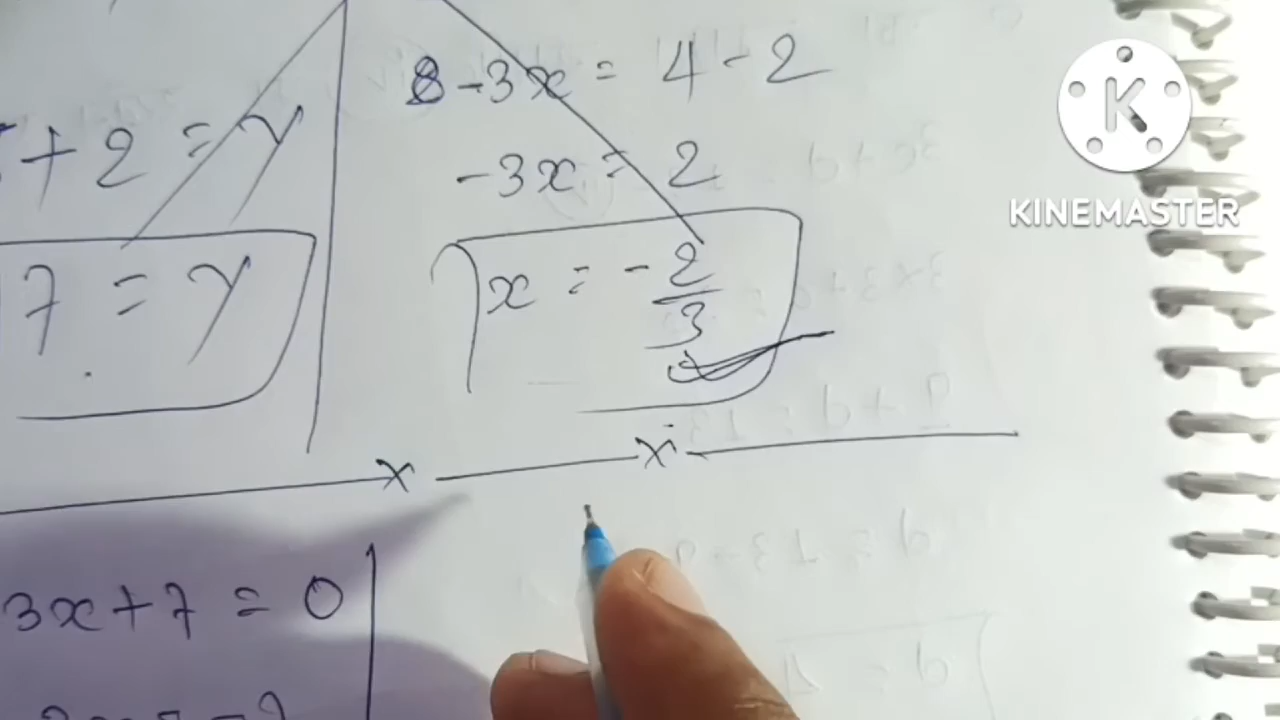 +2 = y
7 = y
8-3x = 4-2
-3x = 2
x = -2/3
x x
3x+7 = 0
K
KINEMASTER